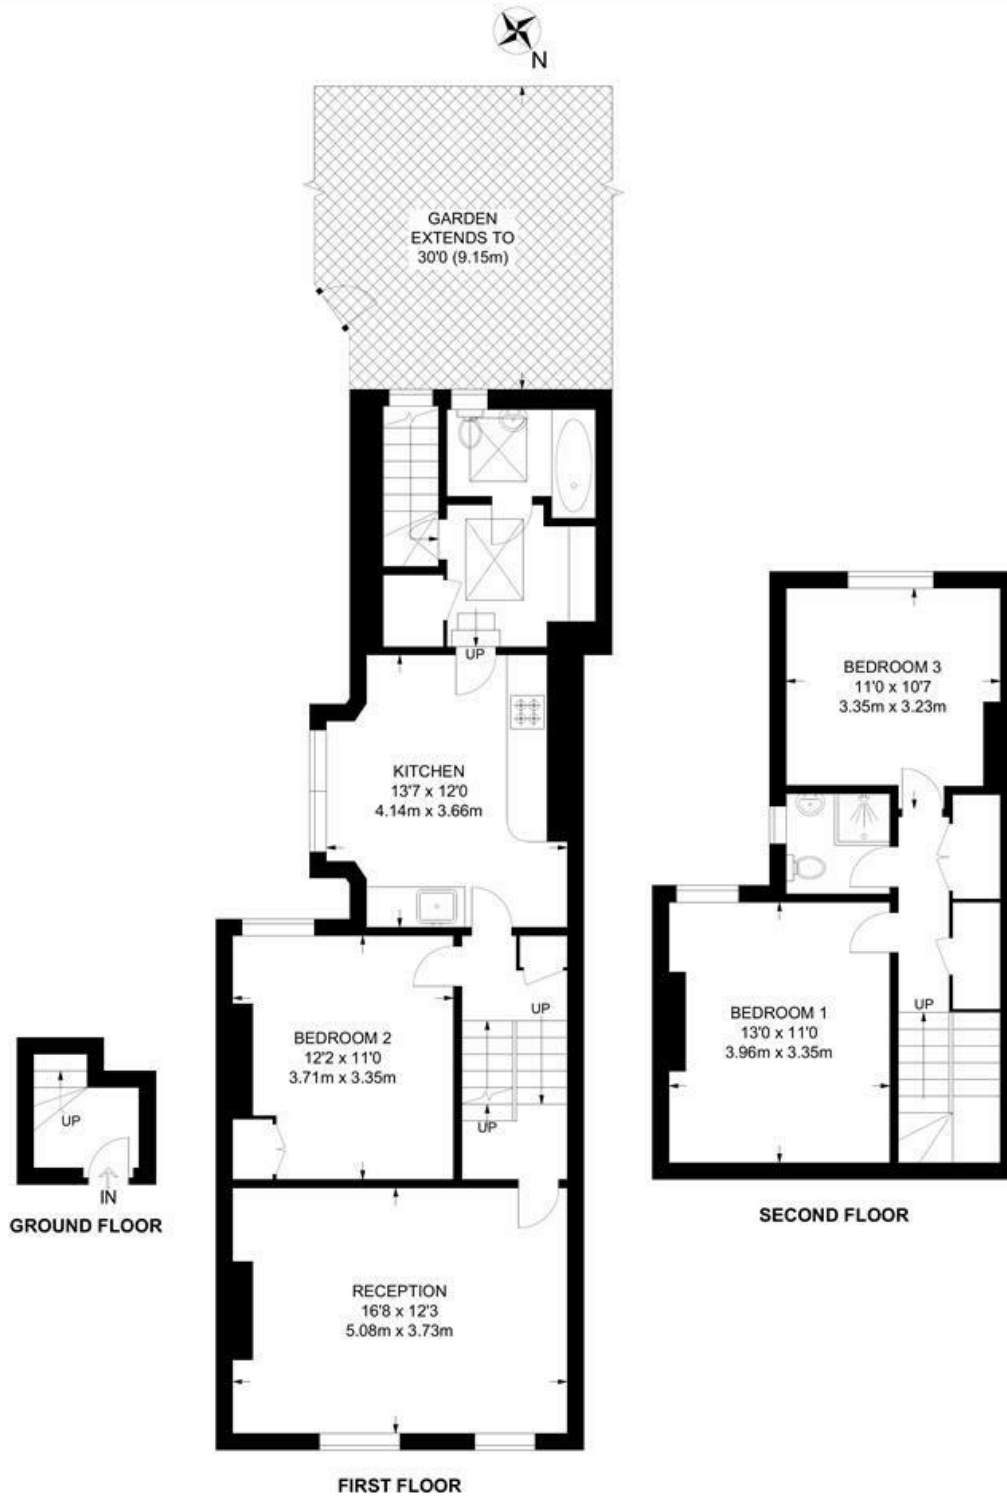 N
GARDEN
EXTENDS TO
30'0 (9.15m)
UP
KITCHEN
13'7 x 12'0
4.14m x 3.66m
BEDROOM 2
12'2 x 11'0
3.71m x 3.35m
UP
UP
RECEPTION
16'8 x 12'3
5.08m x 3.73m
FIRST FLOOR
UP
IN
GROUND FLOOR
BEDROOM 3
11'0 x 10'7
3.35m x 3.23m
BEDROOM 1
13'0 x 11'0
3.96m x 3.35m
UP
SECOND FLOOR